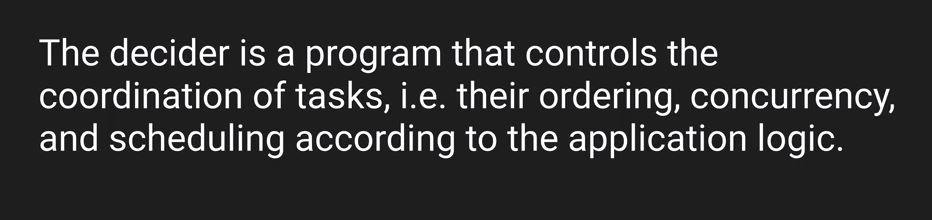 The decider is a program that controls the
coordination of tasks, i.e. their ordering, concurrency,
and scheduling according to the application logic.